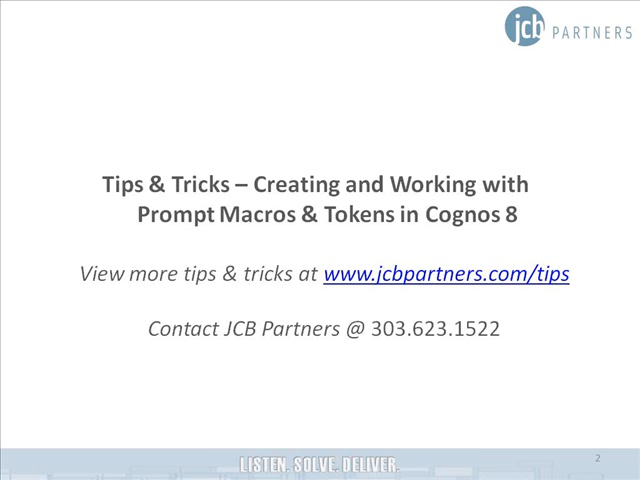 jcb PARTNERS
Tips & Tricks – Creating and Working with
Prompt Macros & Tokens in Cognos 8
View more tips & tricks at www.jcbpartners.com/tips
Contact JCB Partners @ 303.623.1522
LISTEN. SOLVE. DELIVER.
2